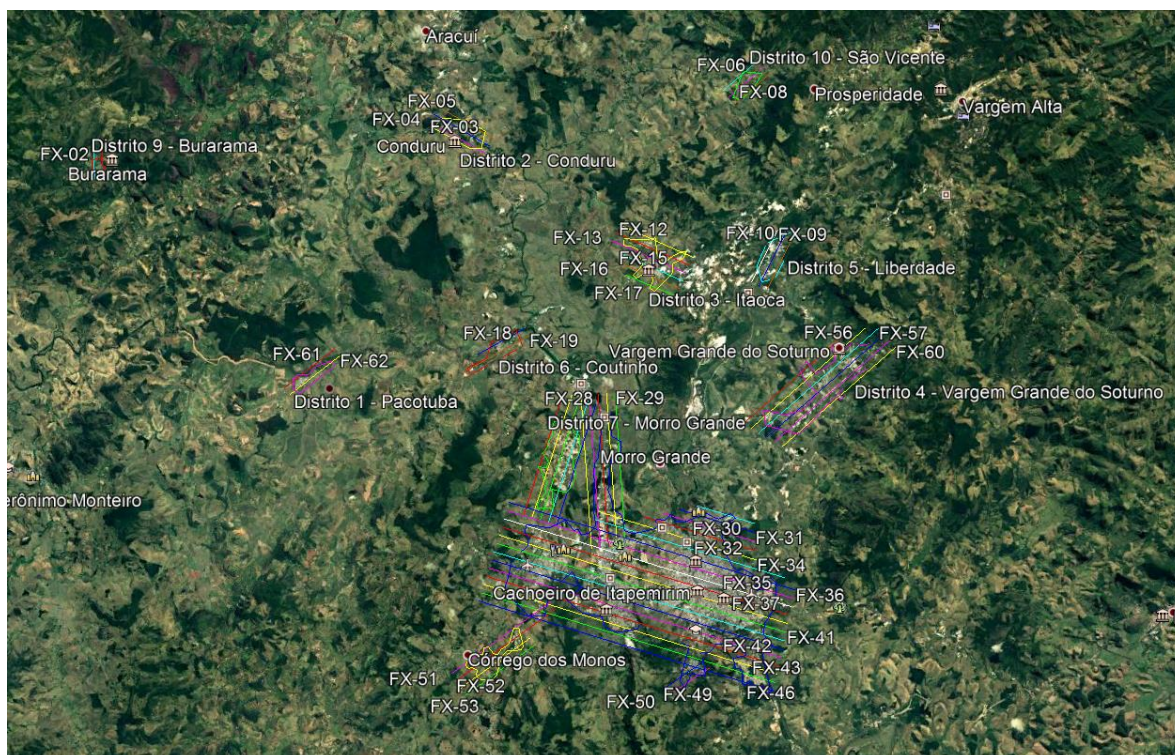 Aracuí
Distrito 10 - São Vicente
FX-06
FX-08
Prosperidade
Vargem Alta
FX-05
FX-04
FX-03
Conduru
Distrito 2 - Conduru
Distrito 9 - Burarama
FX-02
Burarama
FX-12
FX-13
FX-15
FX-16
FX-17
Distrito 3 - Itaoca
FX-10
FX-09
Distrito 5 - Liberdade
FX-18
FX-19
Distrito 6 - Coutinho
FX-61
FX-62
Distrito 1 - Pacotuba
FX-56
FX-57
FX-60
Vargem Grande do Soturno
Distrito 4 - Vargem Grande do Soturno
FX-28
FX-29
Distrito 7 - Morro Grande
Morro Grande
erônimo Monteiro
FX-30
FX-31
FX-32
FX-34
FX-35
FX-36
Cachoeiro de Itapemirim
FX-37
FX-41
FX-42
FX-43
FX-46
FX-49
FX-50
Córrego dos Monos
FX-51
FX-52
FX-53